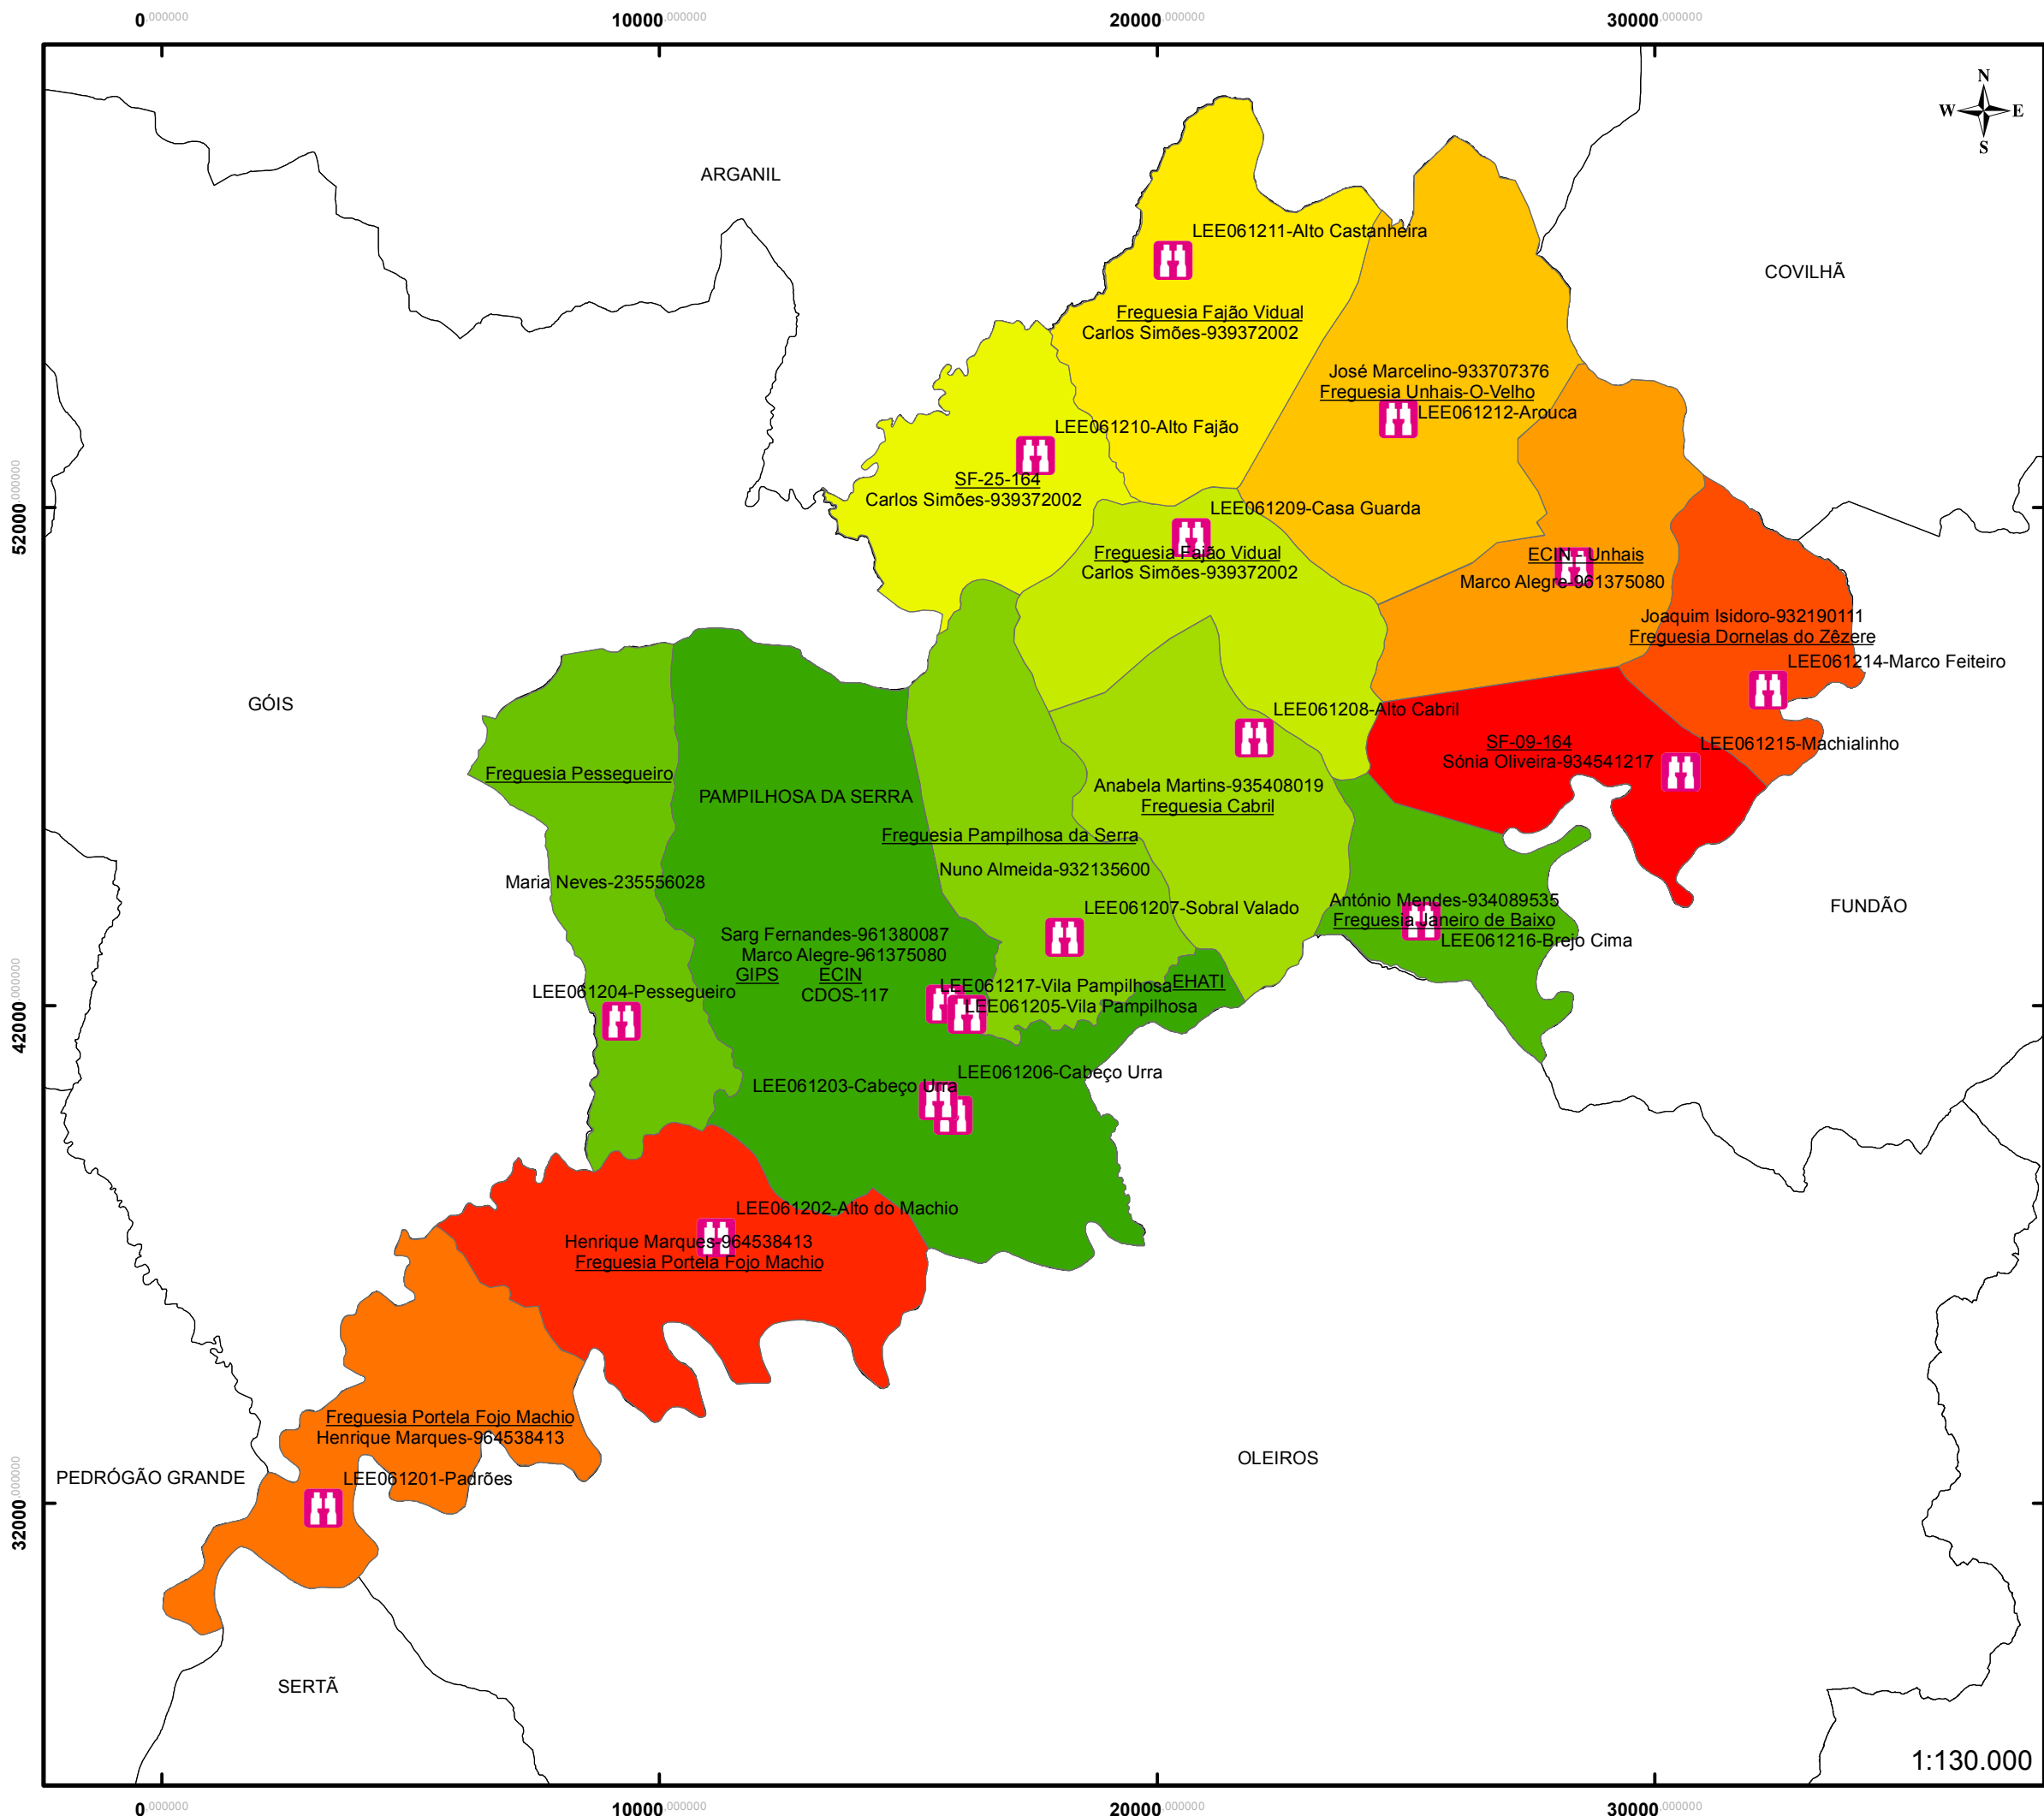 0,000000 10000,000000 20000,000000 30000,000000
N
W E
S
ARGANIL
LEE061211-Alto Castanheira
COVILHÃ
Freguesia Fajão Vidual
Carlos Simões-939372002
José Marcelino-933707376
Freguesia Unhais-O-Velho
LEE061212-Arouca
LEE061210-Alto Fajão
SF-25-164
Carlos Simões-939372002
52000,000000
LEE061209-Casa Guarda
Freguesia Fajão Vidual
Carlos Simões-939372002
ECIN - Unhais
Marco Alegre-961375080
Joaquim Isidoro-932190111
Freguesia Dornelas do Zêzere
LEE061214-Marco Feiteiro
GÓIS
LEE061208-Alto Cabril
SF-09-164
Sónia Oliveira-934541217
LEE061215-Machialinho
Freguesia Pessegueiro
PAMPILHOSA DA SERRA
Anabela Martins-935408019
Freguesia Cabril
Freguesia Pampilhosa da Serra
Nuno Almeida-932135600
Maria Neves-235556028
António Mendes-934089535
Freguesia Janeiro de Baixo
LEE061216-Brejo Cima
FUNDÃO
LEE061207-Sobral Valado
Sarg Fernandes-961380087
Marco Alegre-961375080
GIPS ECIN
CDOS-117
LEE061204-Pessegueiro
LEE061217-Vila Pampilhosa
EHATI
LEE061205-Vila Pampilhosa
42000,000000
LEE061206-Cabeço Urra
LEE061203-Cabeço Urra
LEE061202-Alto do Machio
Henrique Marques-964538413
Freguesia Portela Fojo Machio
Freguesia Portela Fojo Machio
Henrique Marques-964538413
OLEIROS
PEDRÓGÃO GRANDE
LEE061201-Padrões
32000,000000
SERTÃ
1:130.000
0,000000 10000,000000 20000,000000 30000,000000